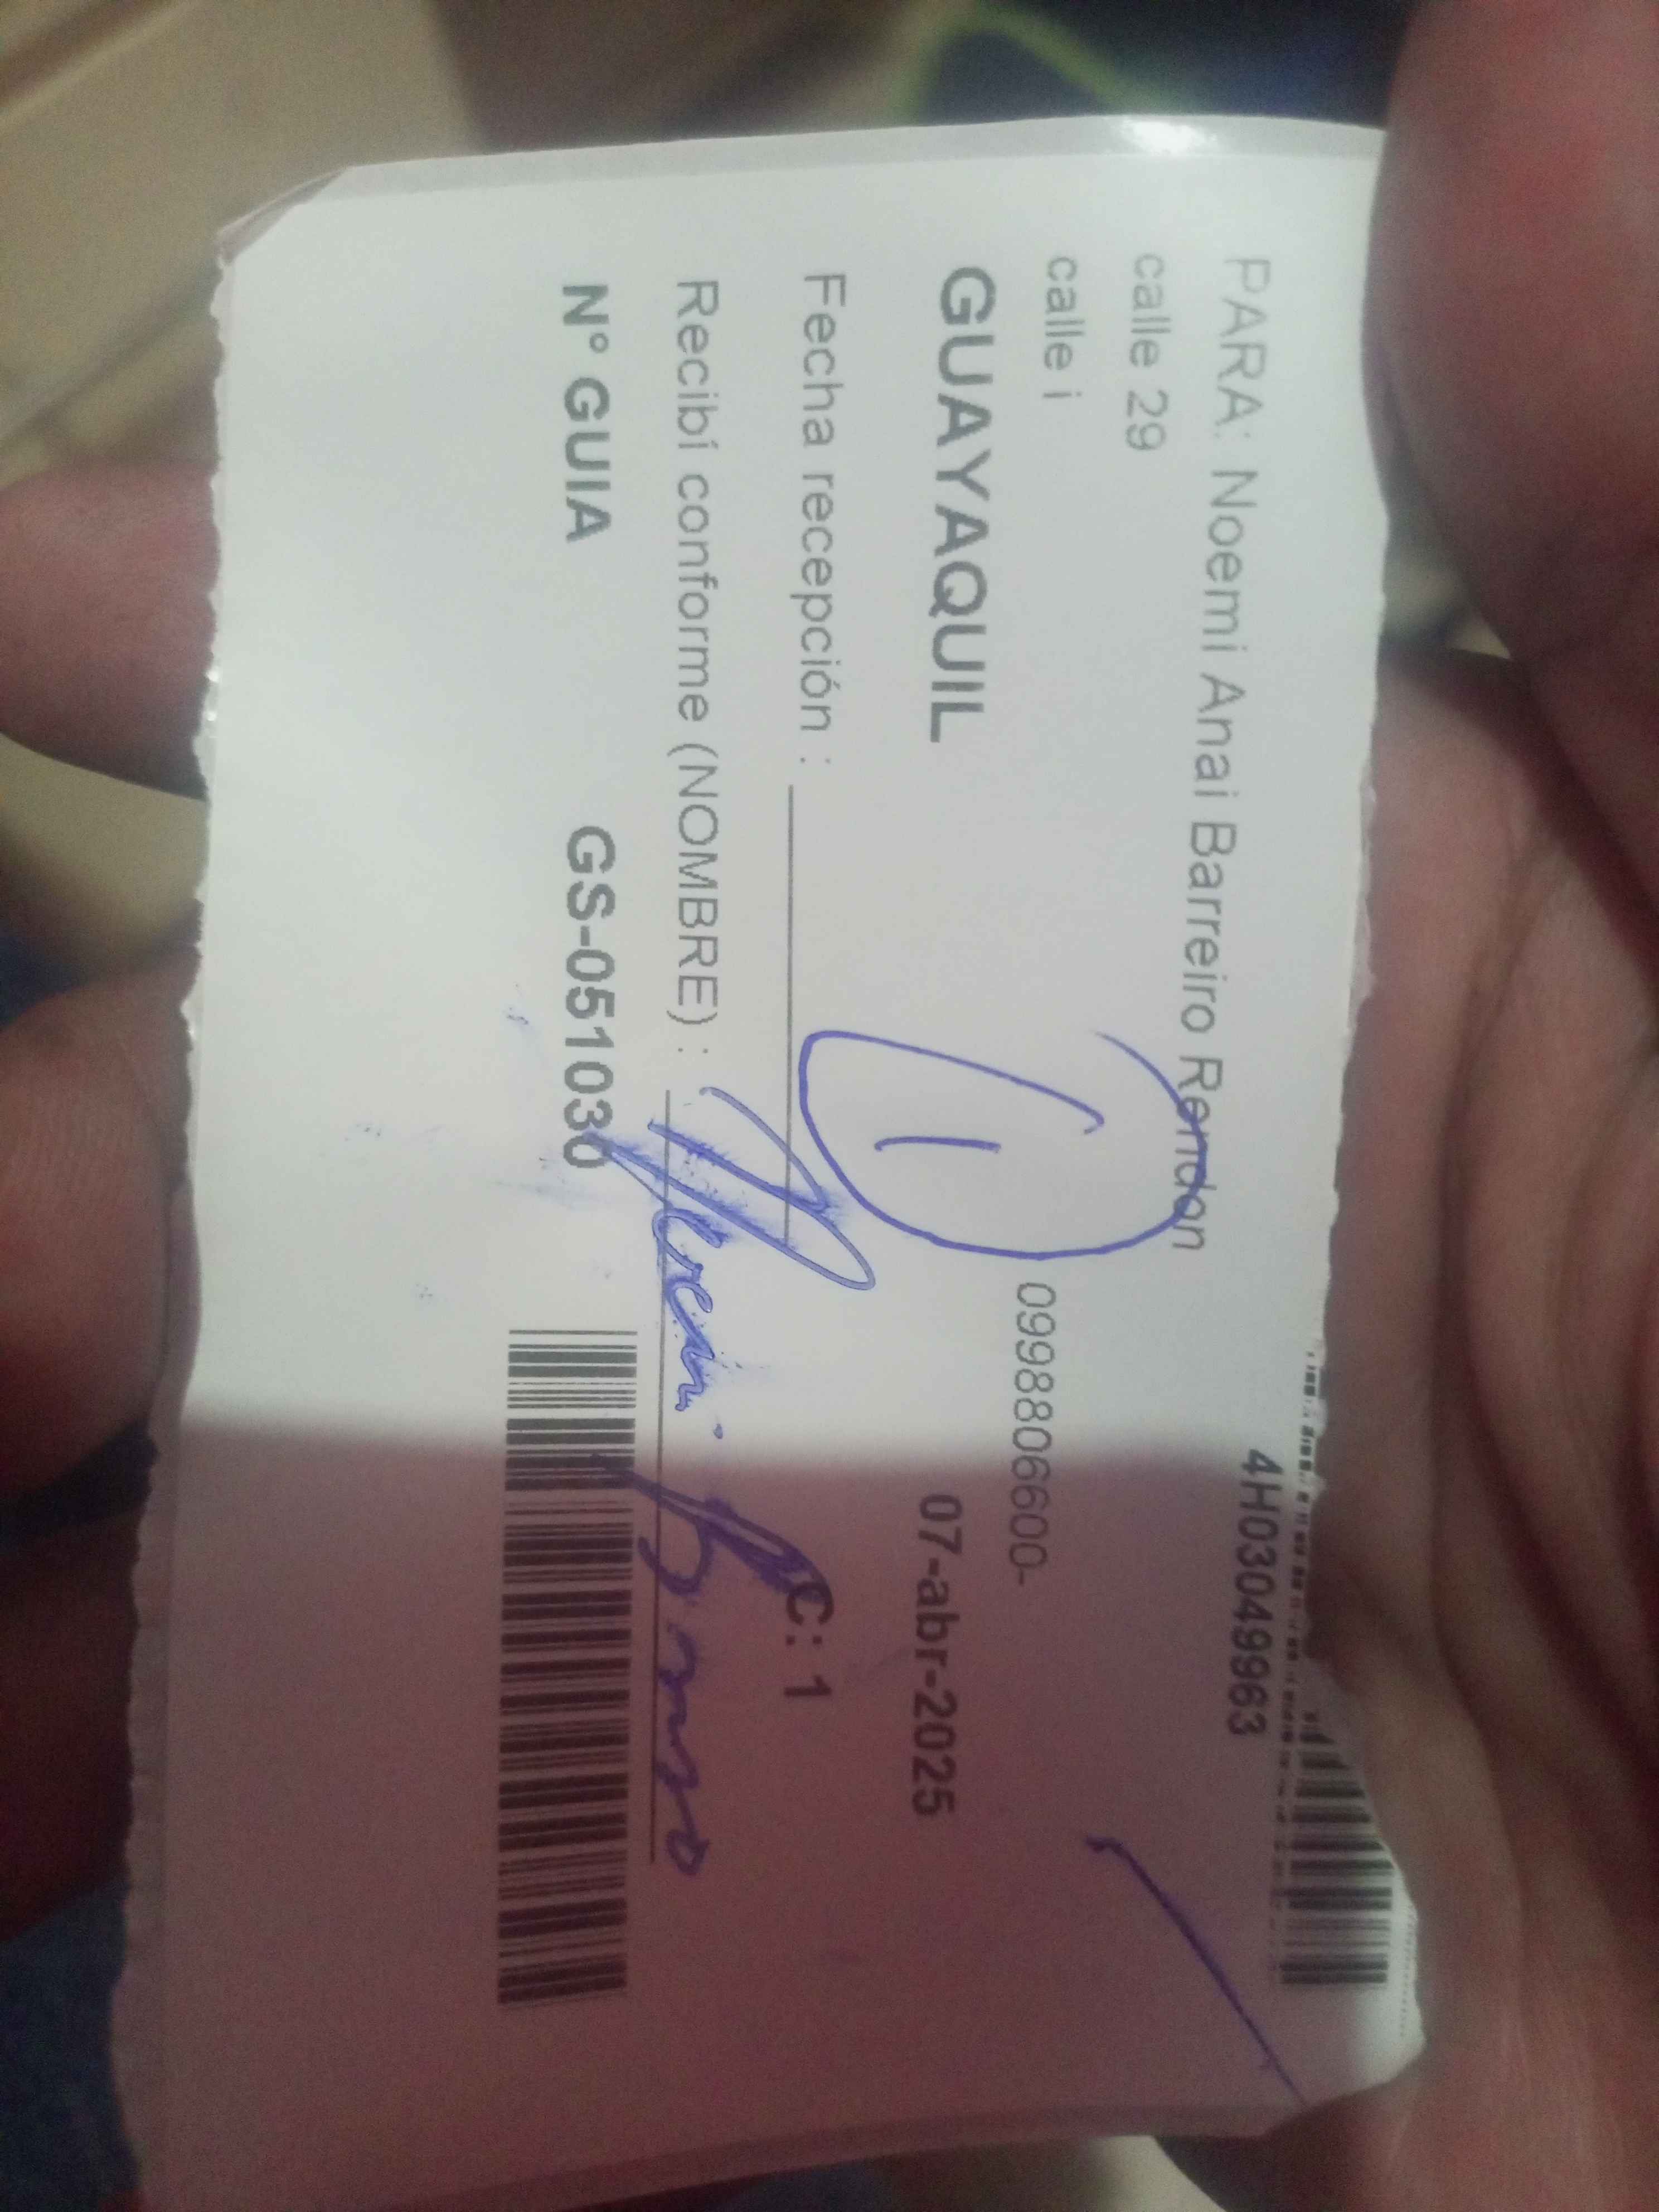 4H03049963
PARA: Noemi Anai Barreiro Rendon
calle 29
calle i
0998806600-
GUAYAQUIL
07-abr-2025
1
Fecha recepción :
C: 1
Recibí conforme (NOMBRE) :
N° GUIA
GS-051030